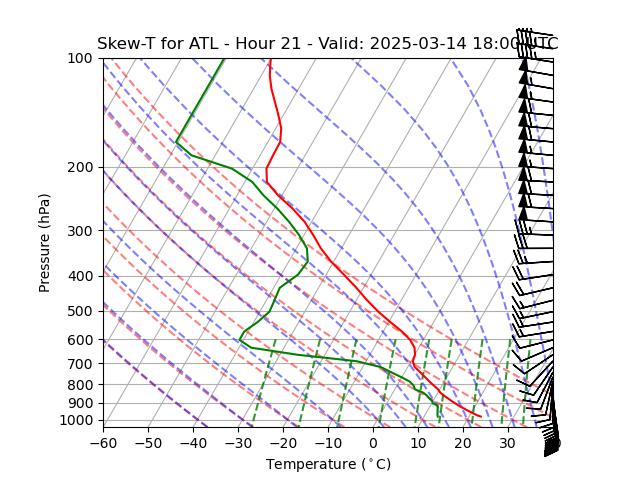 Skew-T for ATL - Hour 21 - Valid: 2025-03-14 18:00 UTC
100
200
300
400
500
600
700
800
900
1000
Pressure (hPa)
−60 −50 −40 −30 −20 −10 0 10 20 30
Temperature (°C)